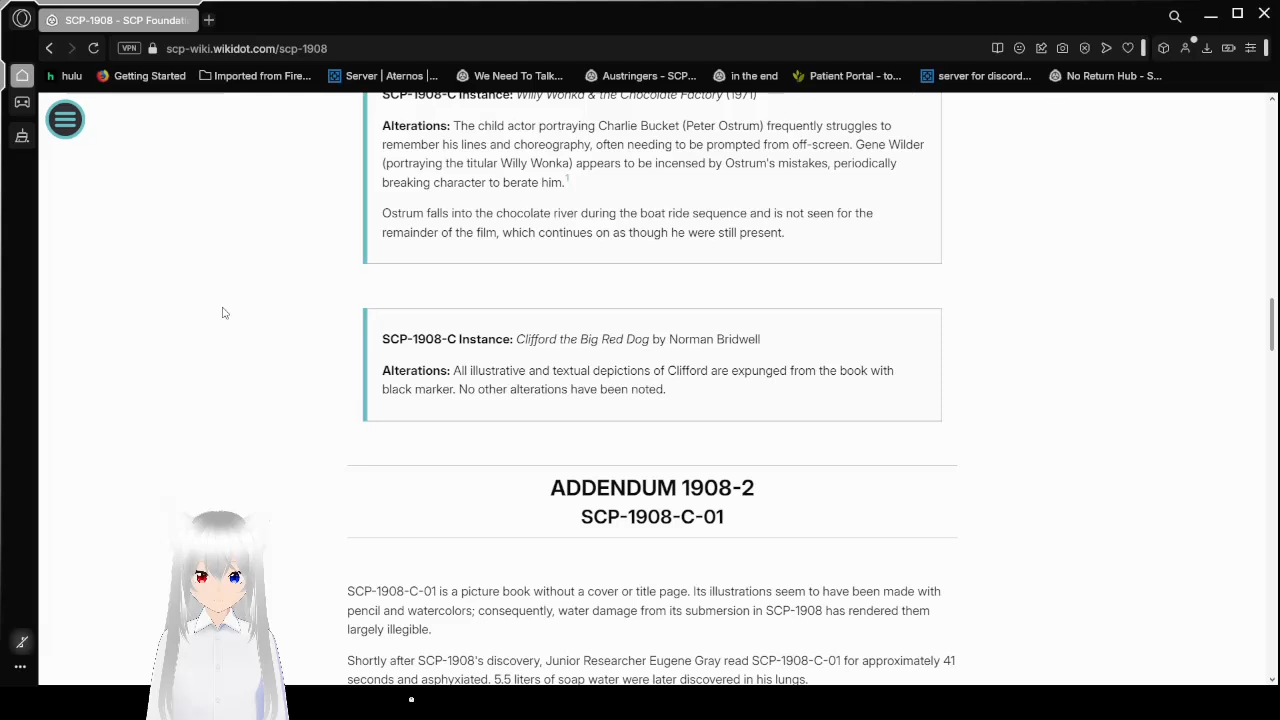 SCP-1908 - SCP Foundati
VPN
scp-wiki.wikidot.com/scp-1908
hulu
Getting Started
Imported from Fire...
Server | Aternos |...
We Need To Talk...
Austringers - SCP...
in the end
Patient Portal - to...
server for discord...
No Return Hub - S...
SCP-1908-C Instance: Willy Wonka & the Chocolate Factory (1971)
Alterations: The child actor portraying Charlie Bucket (Peter Ostrum) frequently struggles to
remember his lines and choreography, often needing to be prompted from off-screen. Gene Wilder
(portraying the titular Willy Wonka) appears to be incensed by Ostrum's mistakes, periodically
breaking character to berate him.1
Ostrum falls into the chocolate river during the boat ride sequence and is not seen for the
remainder of the film, which continues on as though he were still present.
SCP-1908-C Instance: Clifford the Big Red Dog by Norman Bridwell
Alterations: All illustrative and textual depictions of Clifford are expunged from the book with
black marker. No other alterations have been noted.
ADDENDUM 1908-2
SCP-1908-C-01
SCP-1908-C-01 is a picture book without a cover or title page. Its illustrations seem to have been made with
pencil and watercolors; consequently, water damage from its submersion in SCP-1908 has rendered them
largely illegible.
Shortly after SCP-1908's discovery, Junior Researcher Eugene Gray read SCP-1908-C-01 for approximately 41
seconds and asphyxiated. 5.5 liters of soap water were later discovered in his lungs.